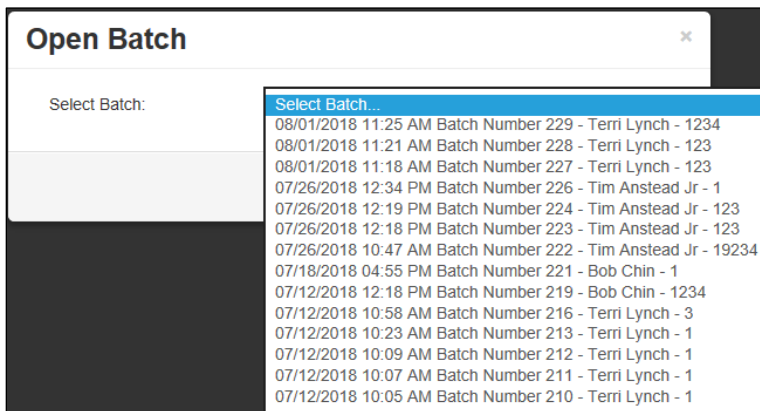 Open Batch
×
Select Batch:
Select Batch...
08/01/2018 11:25 AM Batch Number 229 - Terri Lynch - 1234
08/01/2018 11:21 AM Batch Number 228 - Terri Lynch - 123
08/01/2018 11:18 AM Batch Number 227 - Terri Lynch - 123
07/26/2018 12:34 PM Batch Number 226 - Tim Anstead Jr - 1
07/26/2018 12:19 PM Batch Number 224 - Tim Anstead Jr - 123
07/26/2018 12:18 PM Batch Number 223 - Tim Anstead Jr - 123
07/26/2018 10:47 AM Batch Number 222 - Tim Anstead Jr - 19234
07/18/2018 04:55 PM Batch Number 221 - Bob Chin - 1
07/12/2018 12:18 PM Batch Number 219 - Bob Chin - 1234
07/12/2018 10:58 AM Batch Number 216 - Terri Lynch - 3
07/12/2018 10:23 AM Batch Number 213 - Terri Lynch - 1
07/12/2018 10:09 AM Batch Number 212 - Terri Lynch - 1
07/12/2018 10:07 AM Batch Number 211 - Terri Lynch - 1
07/12/2018 10:05 AM Batch Number 210 - Terri Lynch - 1